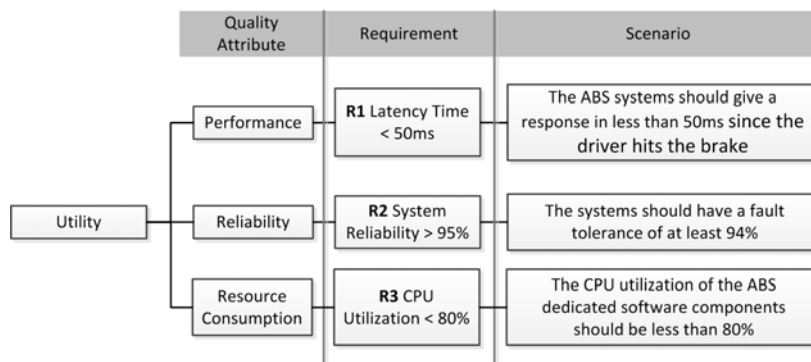 Quality
Attribute
Requirement
Scenario
Utility
Performance
R1 Latency Time
< 50ms
The ABS systems should give a
response in less than 50ms since the
driver hits the brake
Reliability
R2 System
Reliability > 95%
The systems should have a fault
tolerance of at least 94%
Resource
Consumption
R3 CPU
Utilization < 80%
The CPU utilization of the ABS
dedicated software components
should be less than 80%